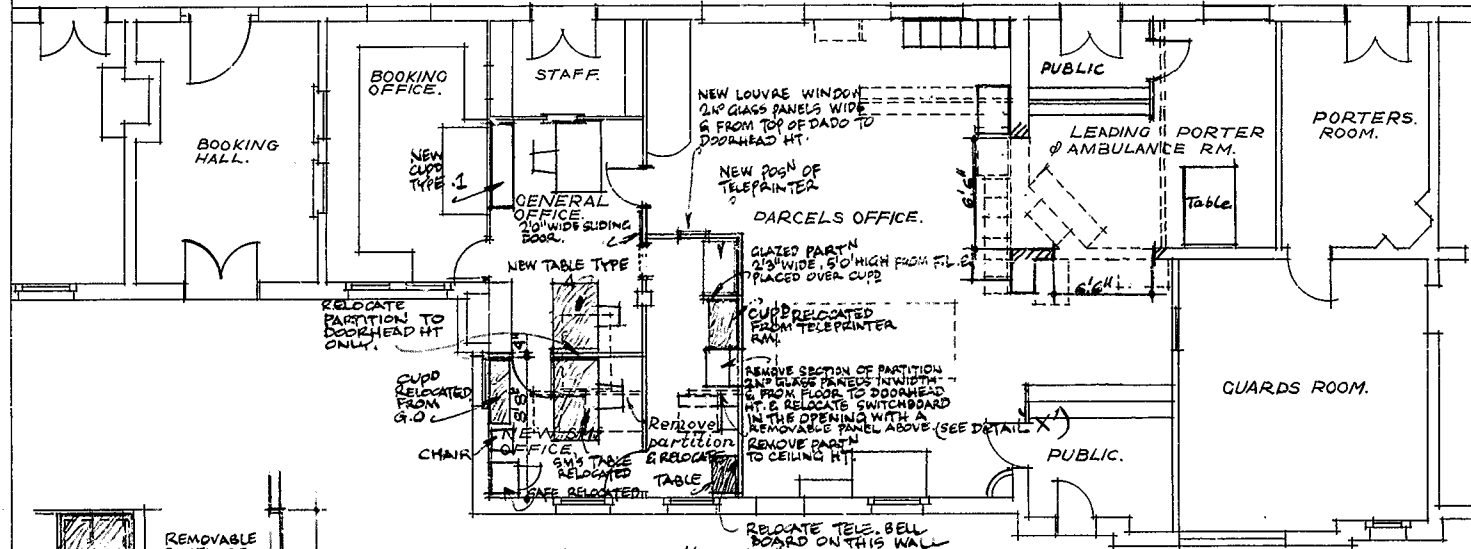 BOOKING
HALL.
BOOKING
OFFICE.
STAFF.
NEW
CUPD
TYPE .1
GENERAL
OFFICE.
2'0" WIDE SLIDING
DOOR.
NEW LOUVRE WINDOW
2Nº GLASS PANELS WIDE
& FROM TOP OF DADO TO
DOORHEAD HT.
NEW POSN OF
TELEPRINTER
PARCELS OFFICE.
6'6"
PUBLIC
LEADING PORTER
& AMBULANCE RM.
Table
PORTERS.
ROOM.
GLAZED PARTN
2'3" WIDE, 5'0" HIGH FROM F.L. &
PLACED OVER CUPD
6'6"
NEW TABLE TYPE
4
RELOCATE
PARTITION TO
DOORHEAD HT
ONLY.
CUPD RELOCATED
FROM TELEPRINTER
RM.
4"
8'8"
CUPD
RELOCATED
FROM
G.O
REMOVE SECTION OF PARTITION
2Nº GLASS PANELS IN WIDTH
& FROM FLOOR TO DOORHEAD
HT. & RELOCATE SWITCHBOARD
IN THE OPENING WITH A
REMOVABLE PANEL ABOVE (SEE DETAIL 'X')
REMOVE PARTN
TO CEILING HT
GUARDS ROOM.
CHAIR
NEW SM'S
OFFICE.
SM'S TABLE
RELOCATED
SAFE RELOCATED
Remove
partition
& RELOCATE
TABLE
PUBLIC.
RELOCATE TELE. BELL
BOARD ON THIS WALL
REMOVABLE